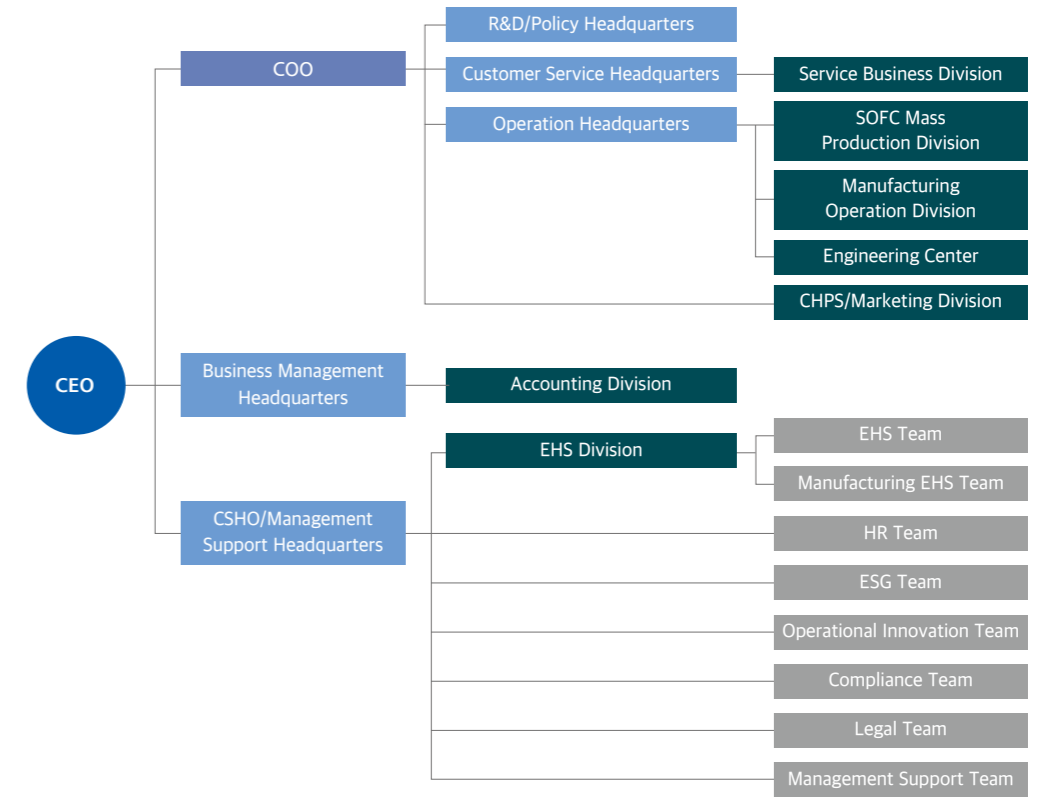 R&D/Policy Headquarters
COO
Customer Service Headquarters
Service Business Division
Operation Headquarters
SOFC Mass
Production Division
Manufacturing
Operation Division
Engineering Center
CHPS/Marketing Division
CEO
Business Management
Headquarters
Accounting Division
CSHO/Management
Support Headquarters
EHS Division
EHS Team
Manufacturing EHS Team
HR Team
ESG Team
Operational Innovation Team
Compliance Team
Legal Team
Management Support Team